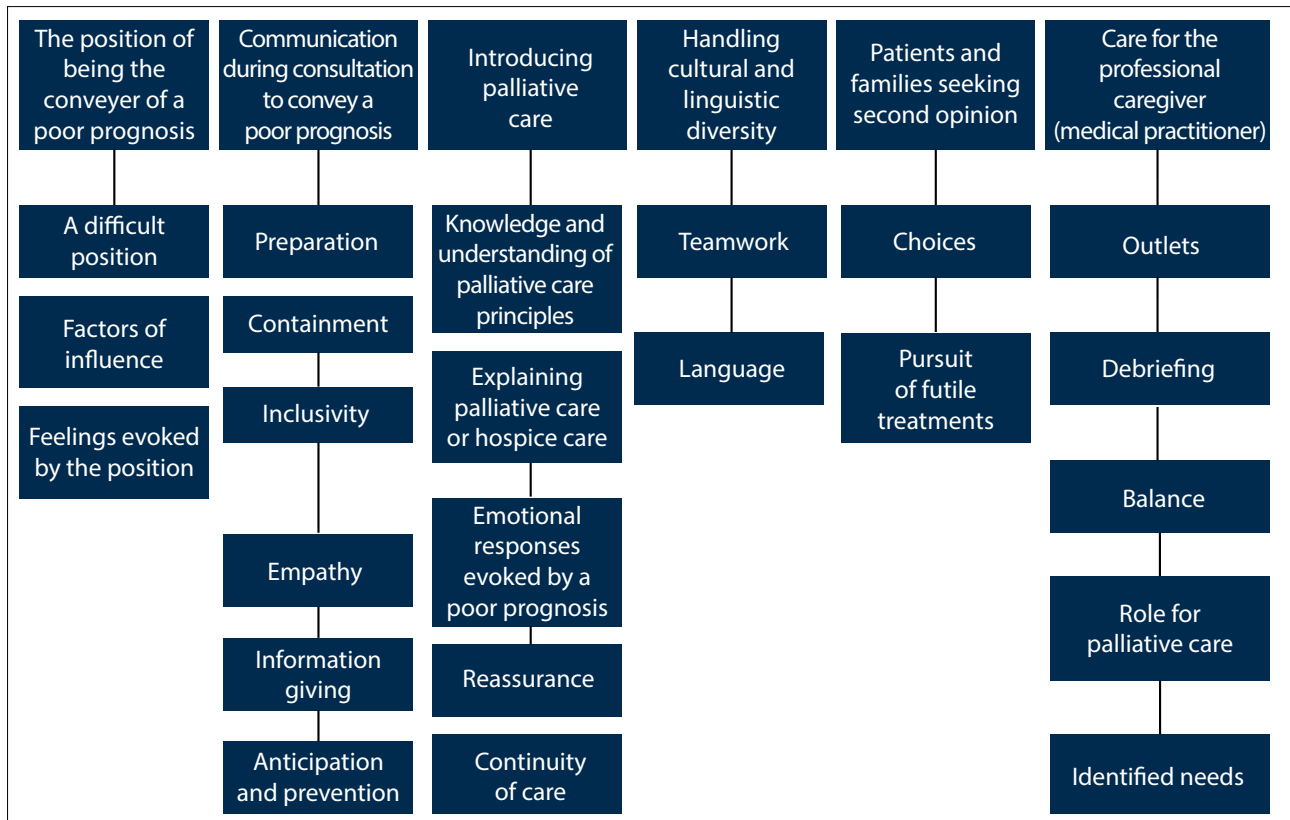 The position of
being the
conveyer of a
poor prognosis
A difficult
position
Factors of
influence
Feelings evoked
by the position
Communication
during consultation
to convey a
poor prognosis
Preparation
Containment
Inclusivity
Empathy
Information
giving
Anticipation
and prevention
Introducing
palliative
care
Knowledge and
understanding of
palliative care
principles
Explaining
palliative care
or hospice care
Emotional
responses
evoked by a
poor prognosis
Reassurance
Continuity
of care
Handling
cultural and
linguistic
diversity
Teamwork
Language
Patients and
families seeking
second opinion
Choices
Pursuit
of futile
treatments
Care for the
professional
caregiver
(medical practitioner)
Outlets
Debriefing
Balance
Role for
palliative care
Identified needs